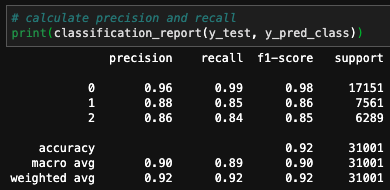 # calculate precision and recall
print(classification_report(y_test, y_pred_class))
precision recall f1-score support
0 0.96 0.99 0.98 17151
1 0.88 0.85 0.86 7561
2 0.86 0.84 0.85 6289
accuracy 0.92 31001
macro avg 0.90 0.89 0.90 31001
weighted avg 0.92 0.92 0.92 31001